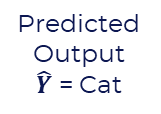 Predicted
Output
Ŷ = Cat